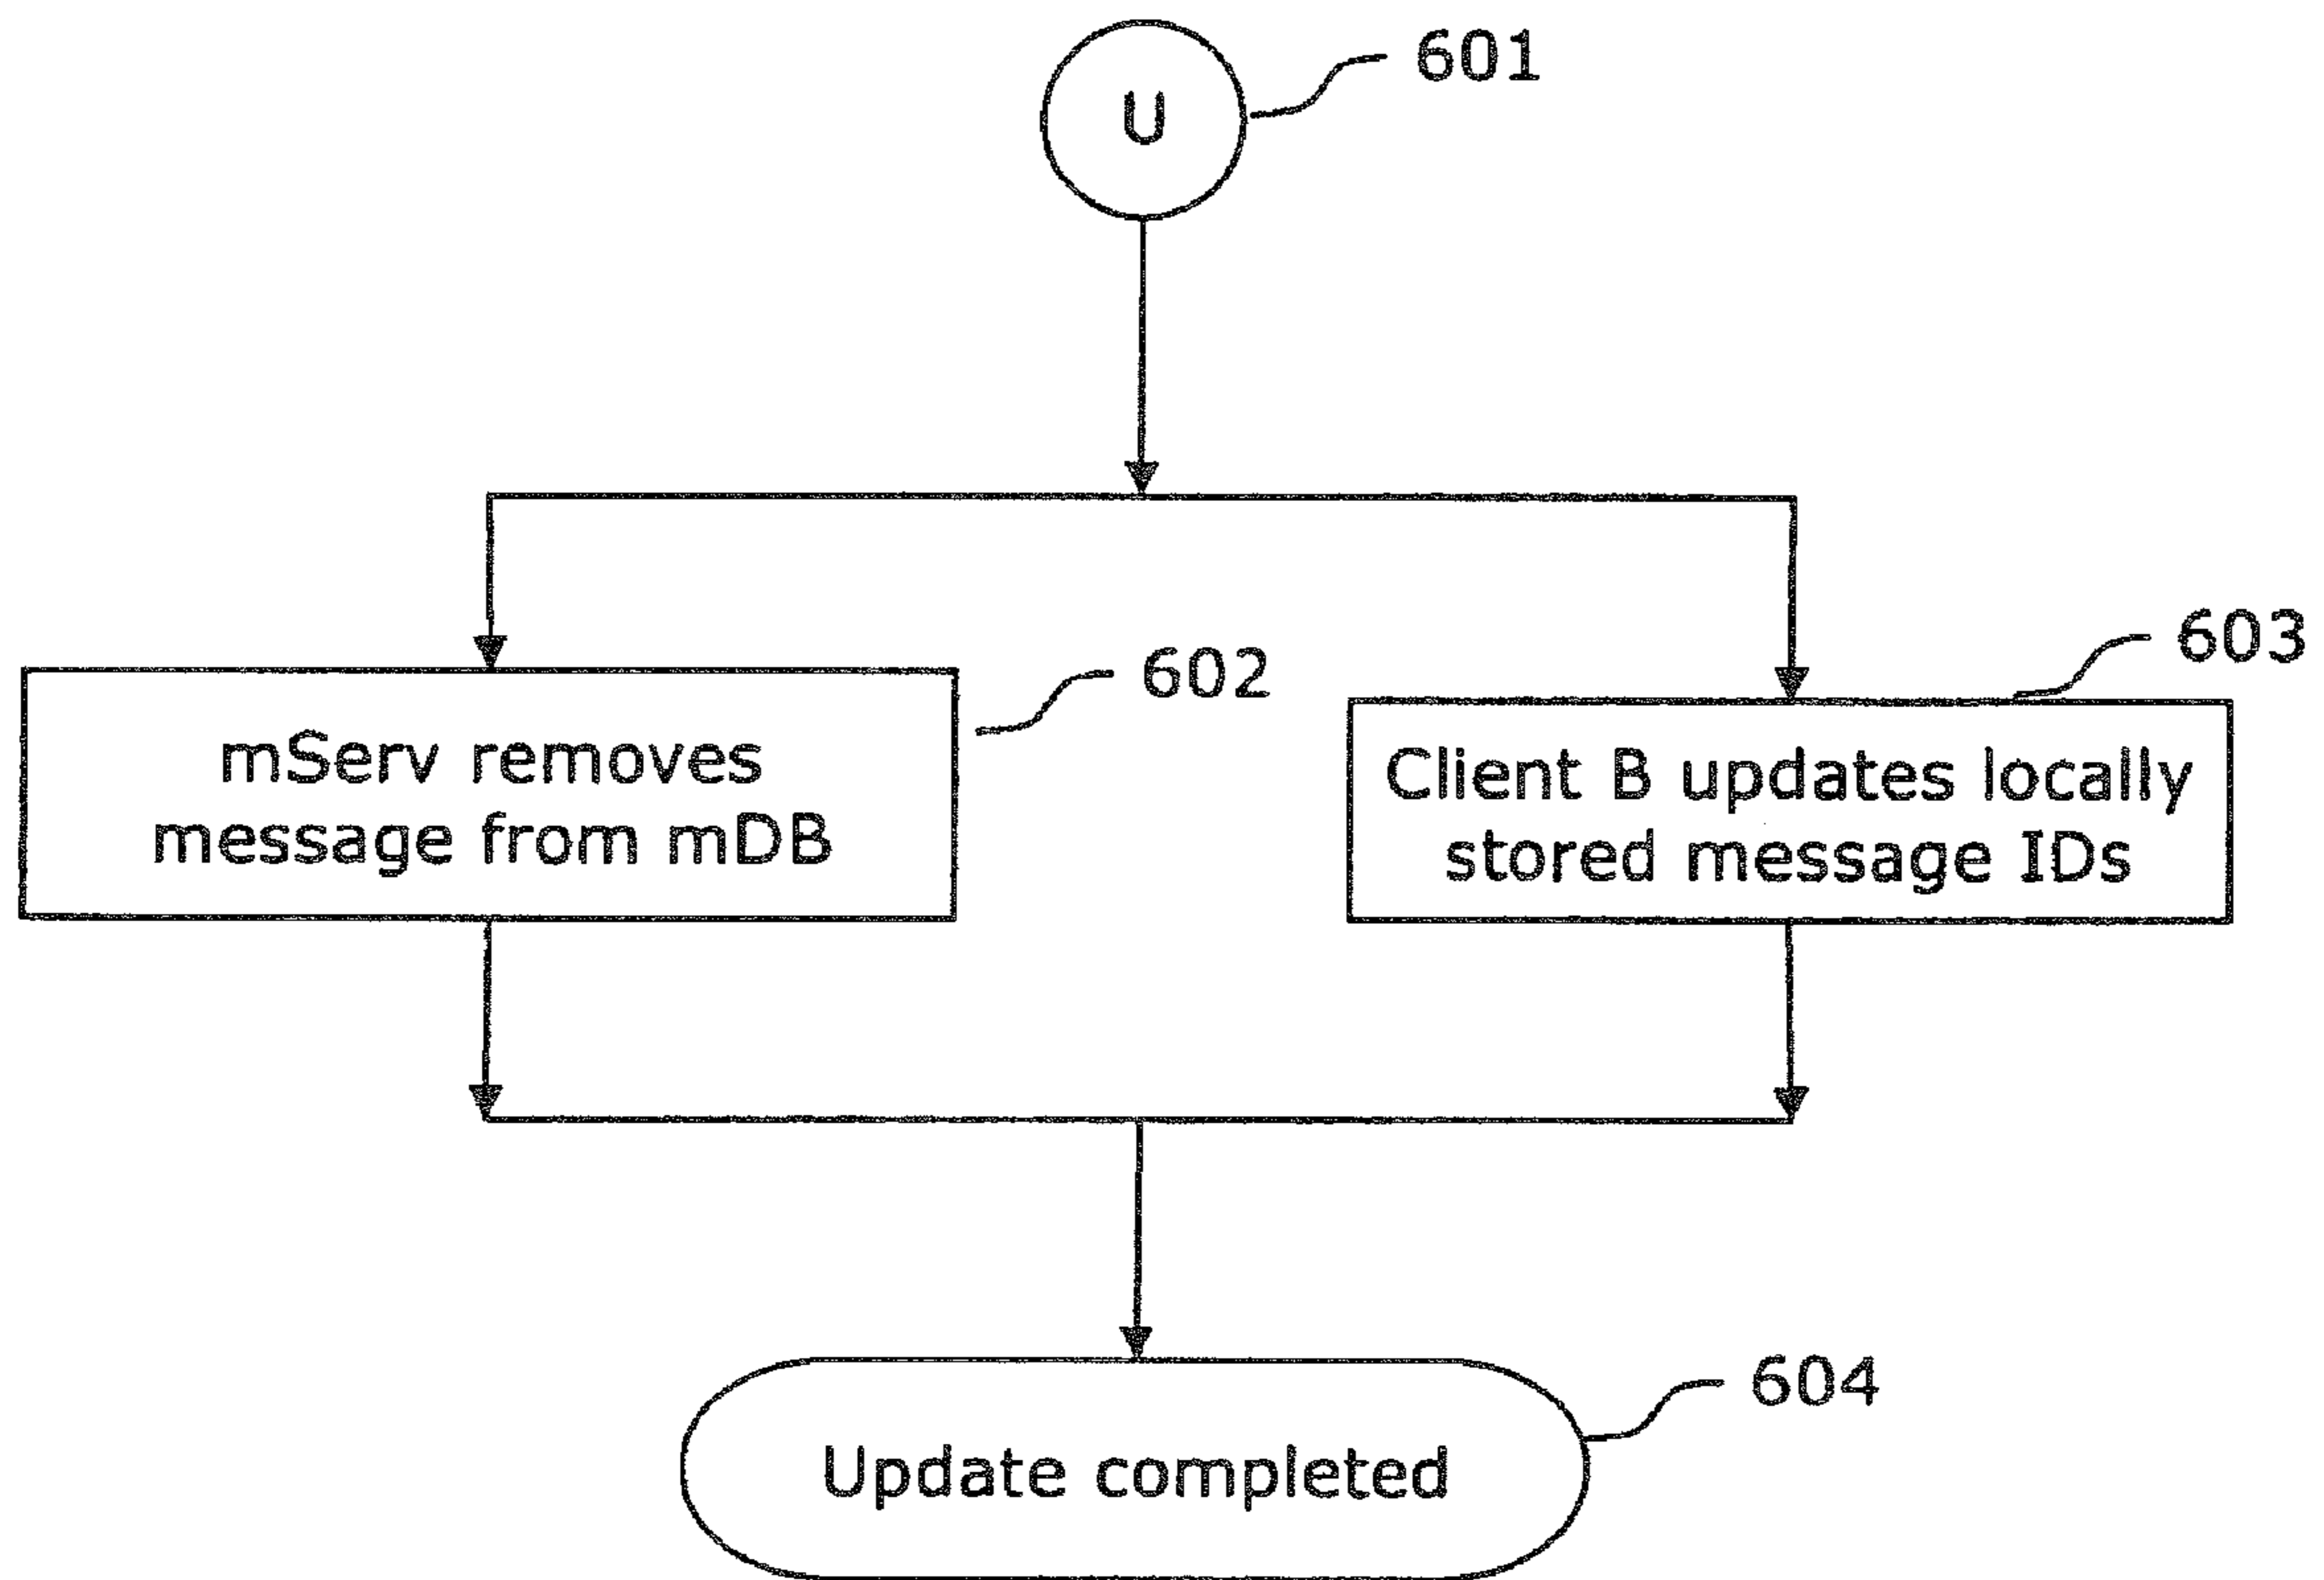 601
U
602
603
mServ removes
message from mDB
Client B updates locally
stored message IDs
604
Update completed